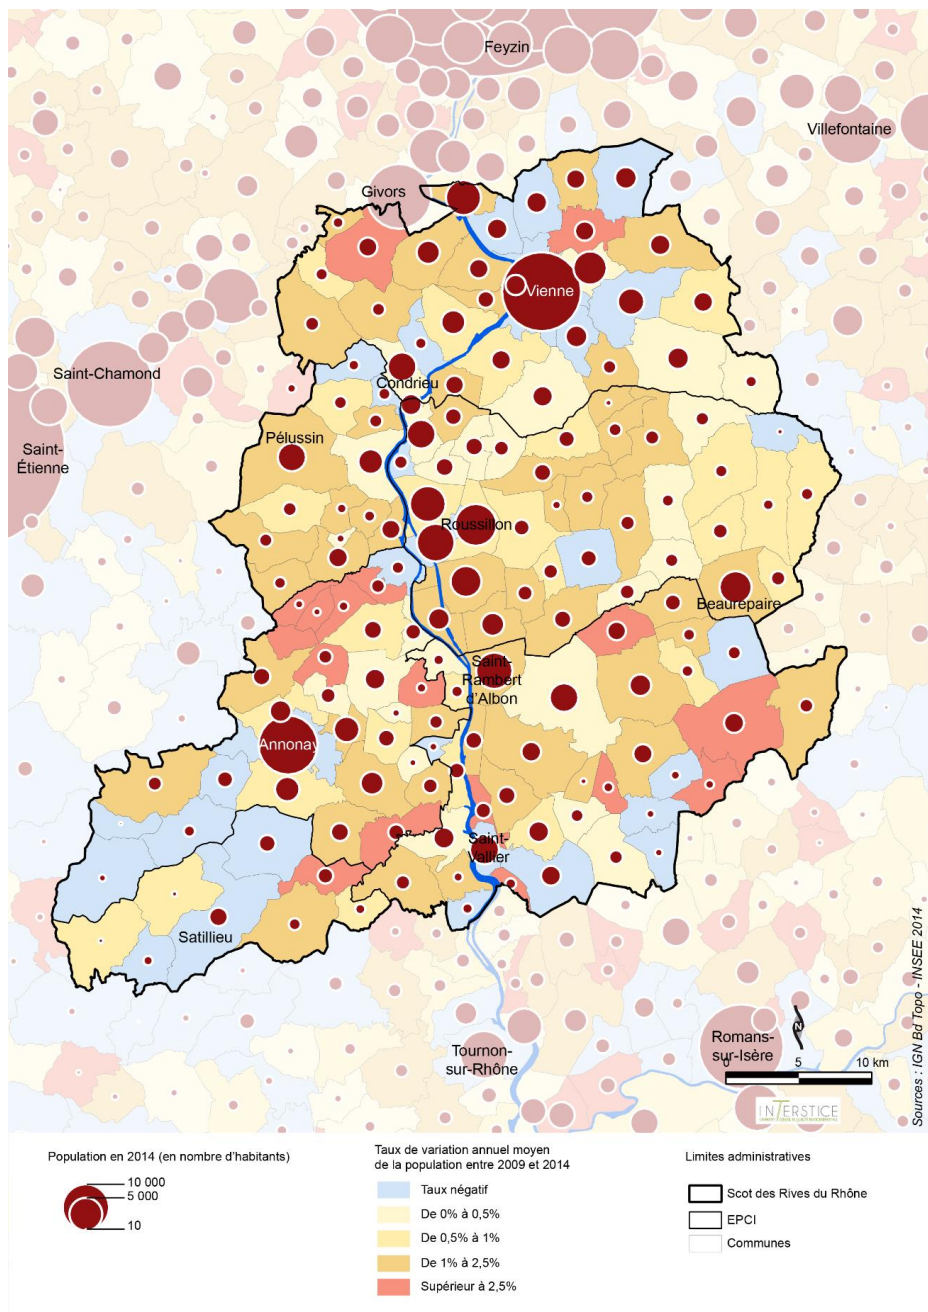 Feyzin
Villefontaine
Givors
Vienne
Saint-Chamond
Condrieu
Pélussin
Saint-
Étienne
Roussillon
Beaurepaire
Saint-
Rambert
d'Albon
Annonay
Saint-
Vallier
Satillieu
Tournon-
sur-Rhône
Romans-
sur-Isère
N
0 5 10 km
INTERSTICE
Sources : IGN Bd Topo - INSEE 2014
Population en 2014 (en nombre d'habitants)
10 000
5 000
10
Taux de variation annuel moyen
de la population entre 2009 et 2014
Taux négatif
De 0% à 0,5%
De 0,5% à 1%
De 1% à 2,5%
Supérieur à 2,5%
Limites administratives
Scot des Rives du Rhône
EPCI
Communes